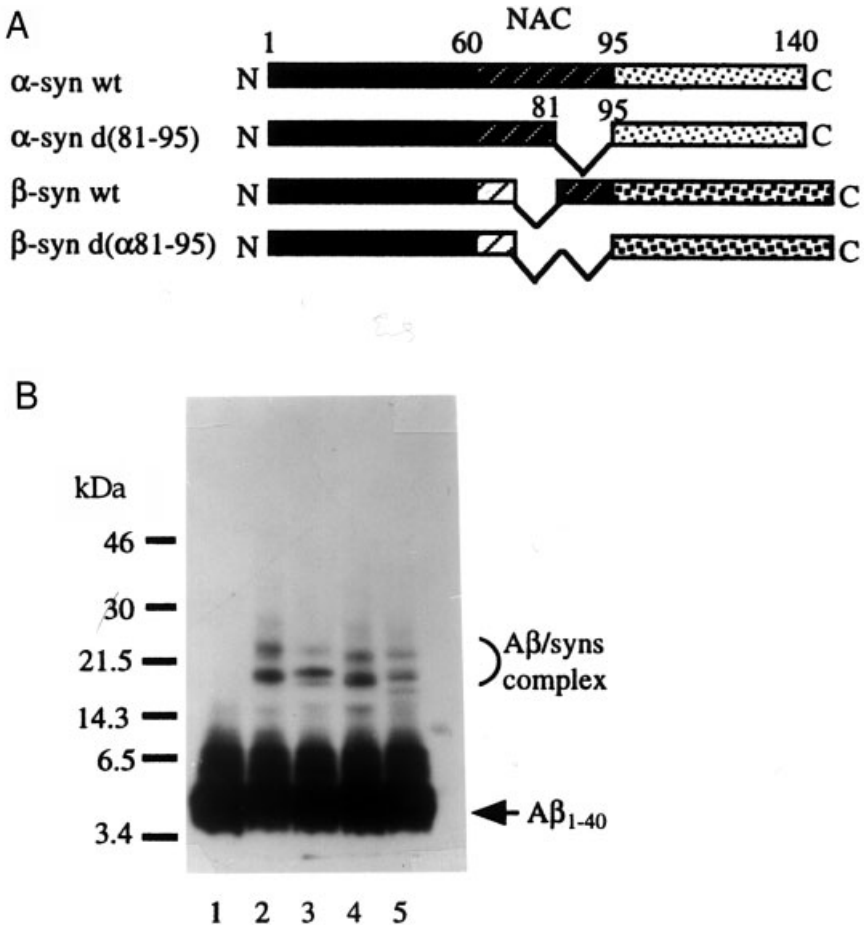 A
NAC
1 60 95 140
α-syn wt N C
81 95
α-syn d(81-95) N C
β-syn wt N C
β-syn d(α81-95) N C
B
kDa
46
30
21.5
14.3
6.5
3.4
Aβ/syns
complex
Aβ1-40
1 2 3 4 5